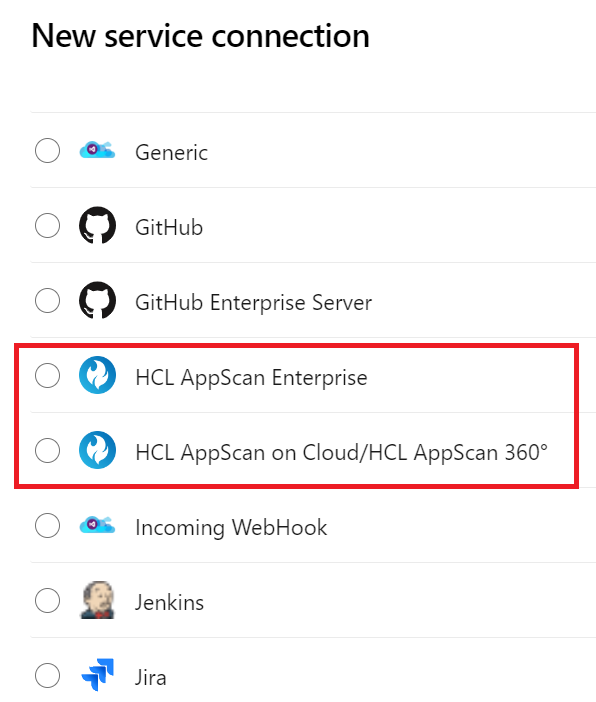 New service connection
Generic
GitHub
GitHub Enterprise Server
HCL AppScan Enterprise
HCL AppScan on Cloud/HCL AppScan 360°
Incoming WebHook
Jenkins
Jira